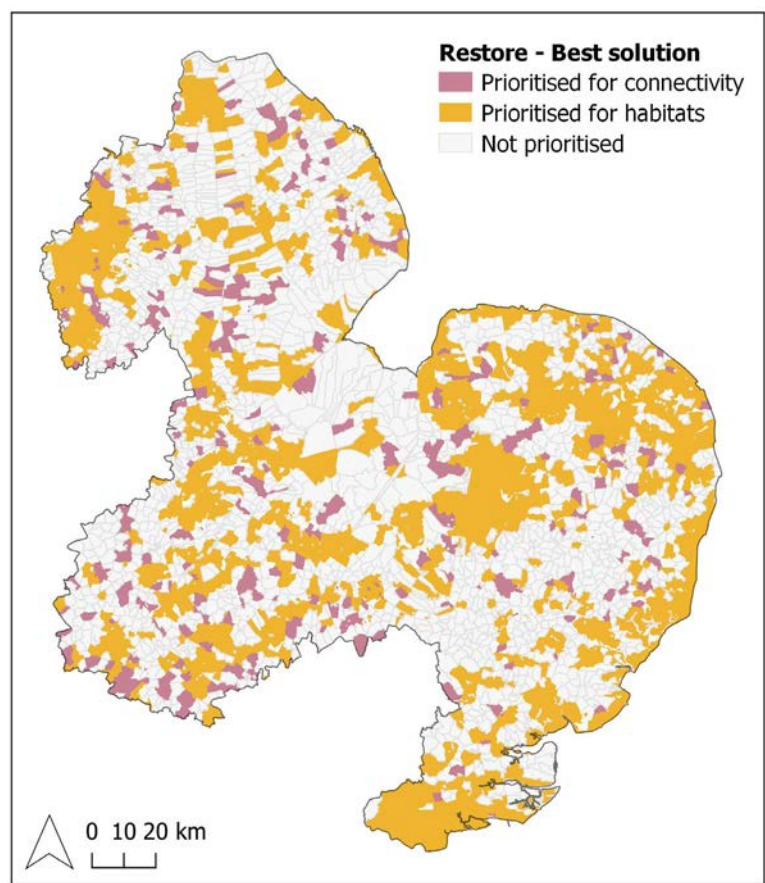 Restore - Best solution
Prioritised for connectivity
Prioritised for habitats
Not prioritised
0 10 20 km